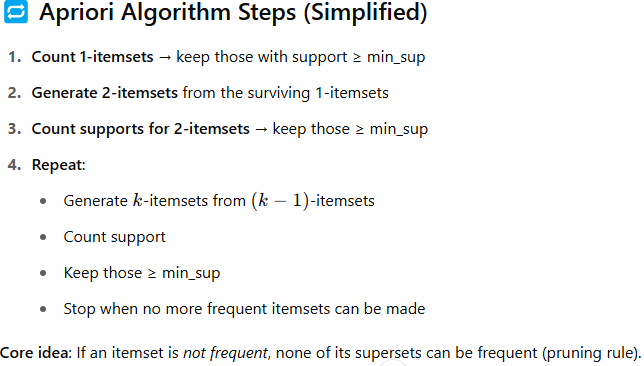 🔁 Apriori Algorithm Steps (Simplified)
1. Count 1-itemsets → keep those with support ≥ min_sup
2. Generate 2-itemsets from the surviving 1-itemsets
3. Count supports for 2-itemsets → keep those ≥ min_sup
4. Repeat:
• Generate k-itemsets from (k − 1)-itemsets
• Count support
• Keep those ≥ min_sup
• Stop when no more frequent itemsets can be made
Core idea: If an itemset is not frequent, none of its supersets can be frequent (pruning rule).